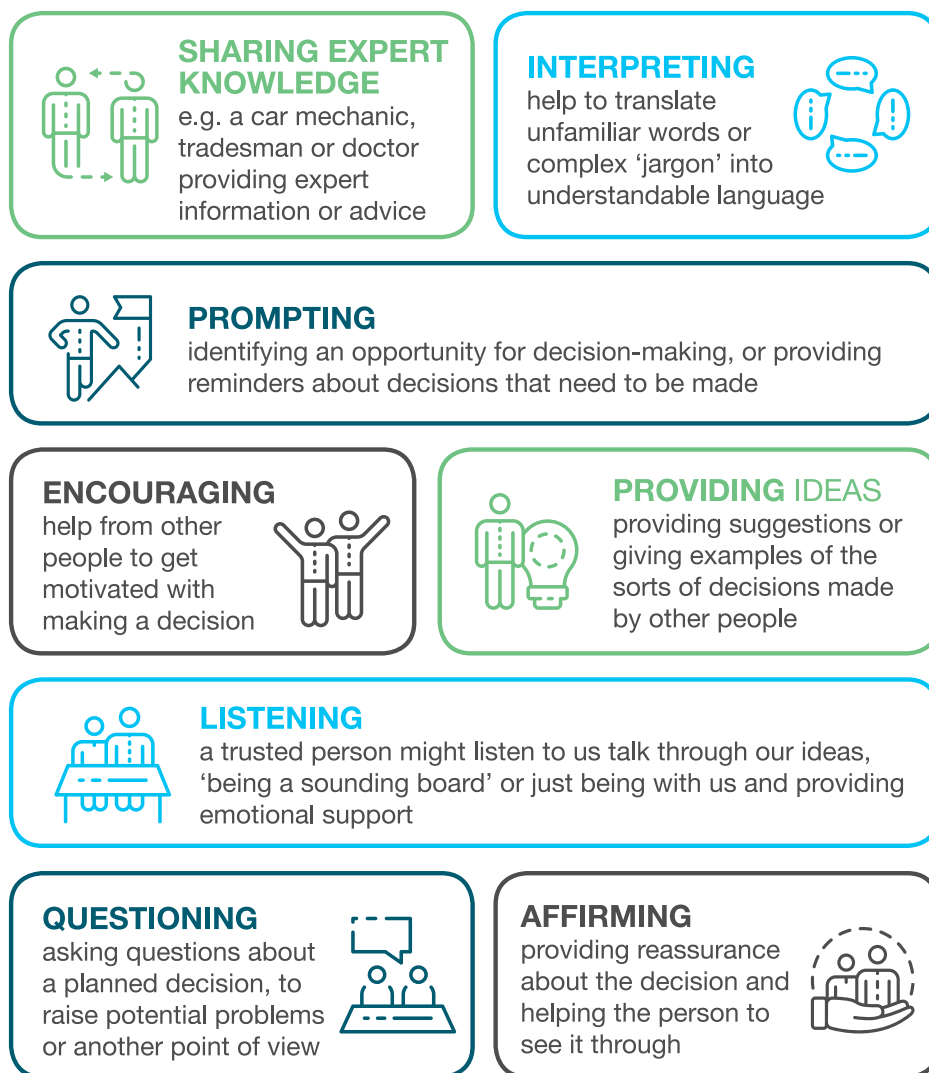 SHARING EXPERT
KNOWLEDGE
e.g. a car mechanic,
tradesman or doctor
providing expert
information or advice
INTERPRETING
help to translate
unfamiliar words or
complex ‘jargon’ into
understandable language
PROMPTING
identifying an opportunity for decision-making, or providing
reminders about decisions that need to be made
ENCOURAGING
help from other
people to get
motivated with
making a decision
PROVIDING IDEAS
providing suggestions or
giving examples of the
sorts of decisions made
by other people
LISTENING
a trusted person might listen to us talk through our ideas,
‘being a sounding board’ or just being with us and providing
emotional support
QUESTIONING
asking questions about
a planned decision, to
raise potential problems
or another point of view
AFFIRMING
providing reassurance
about the decision and
helping the person to
see it through